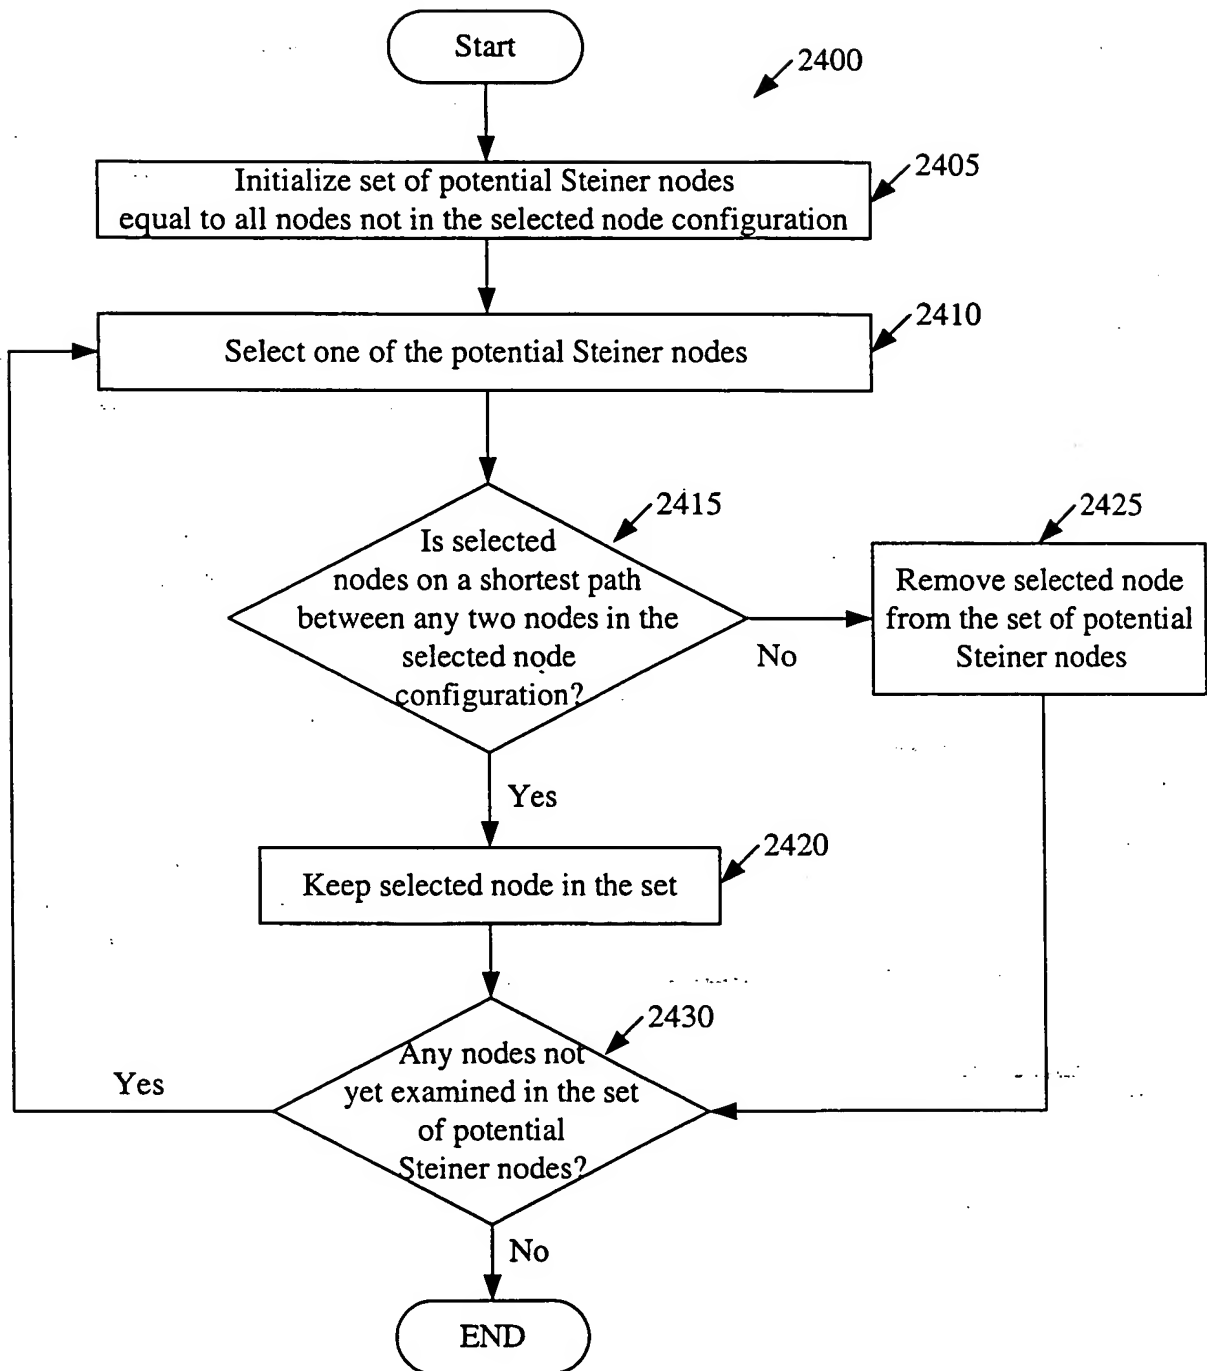 Start
2400
Initialize set of potential Steiner nodes
equal to all nodes not in the selected node configuration
2405
Select one of the potential Steiner nodes
2410
Is selected
nodes on a shortest path
between any two nodes in the
selected node
configuration?
2415
No
Remove selected node
from the set of potential
Steiner nodes
2425
Yes
Keep selected node in the set
2420
Any nodes not
yet examined in the set
of potential
Steiner nodes?
2430
Yes
No
END